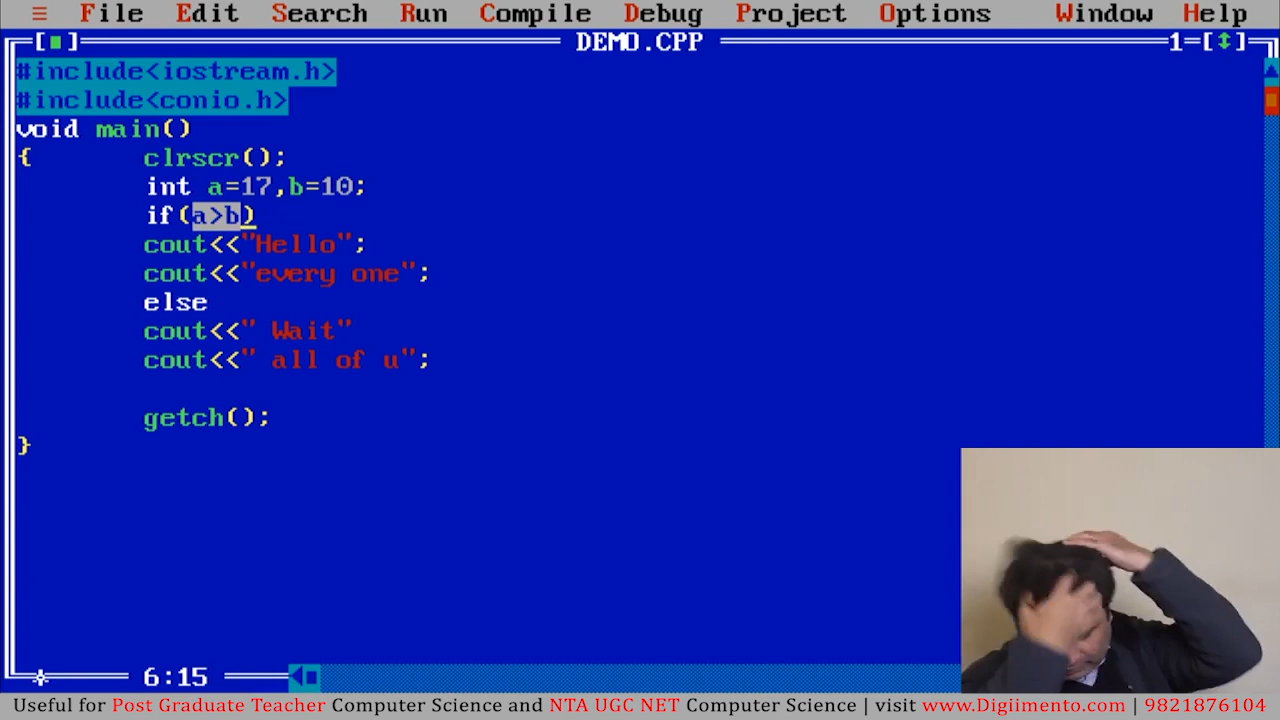 ≡ File Edit Search Run Compile Debug Project Options Window Help
[■] DEMO.CPP 1=[↕]
#include<iostream.h>
#include<conio.h>
void main()
{ clrscr();
int a=17,b=10;
if(a>b)
cout<<"Hello";
cout<<"every one";
else
cout<<" Wait"
cout<<" all of u";
getch();
}
6:15
Useful for Post Graduate Teacher Computer Science and NTA UGC NET Computer Science | visit www.Digiimento.com | 9821876104